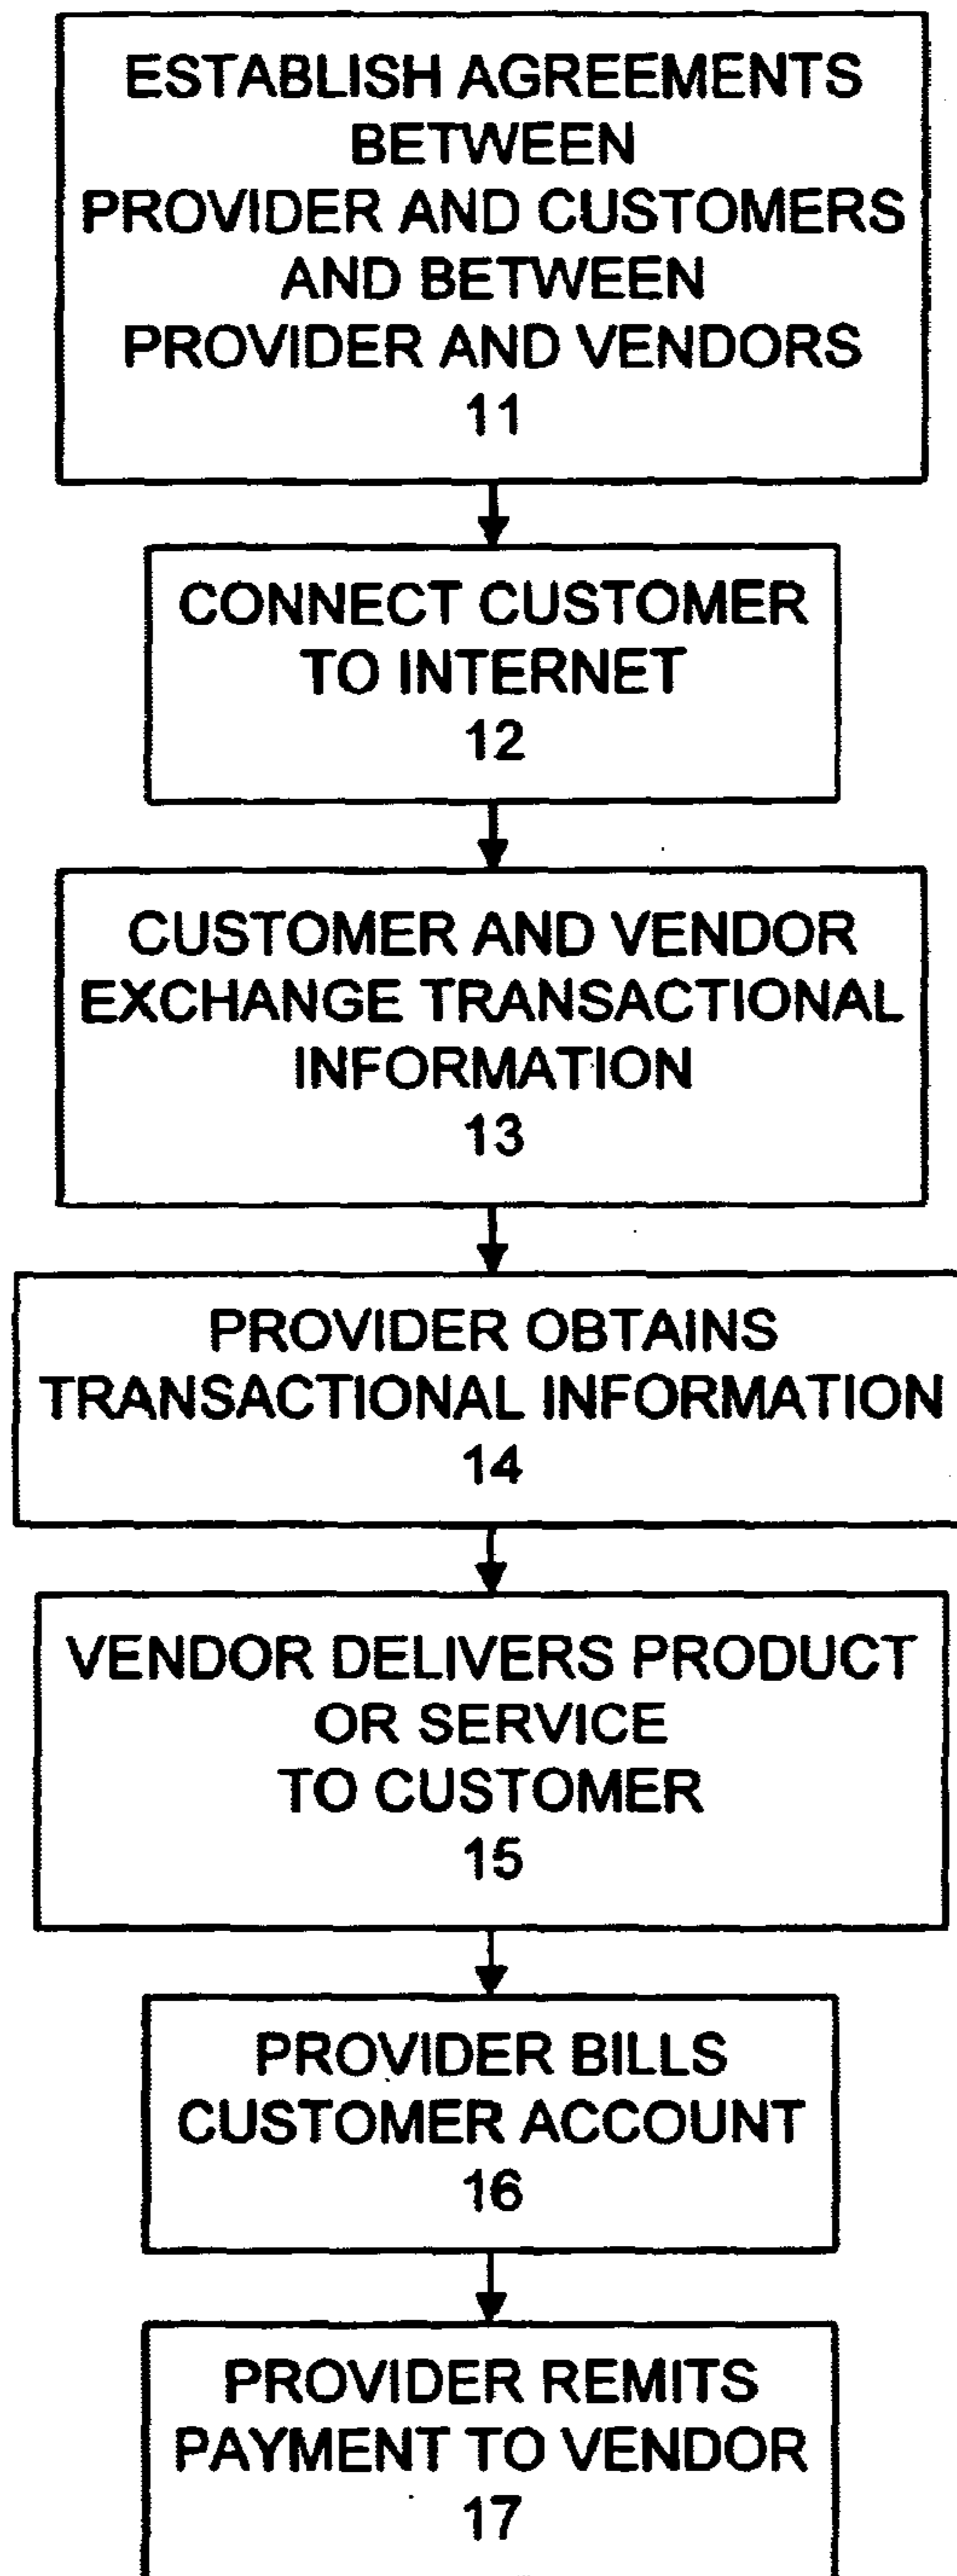 ESTABLISH AGREEMENTS
BETWEEN
PROVIDER AND CUSTOMERS
AND BETWEEN
PROVIDER AND VENDORS
11
CONNECT CUSTOMER
TO INTERNET
12
CUSTOMER AND VENDOR
EXCHANGE TRANSACTIONAL
INFORMATION
13
PROVIDER OBTAINS
TRANSACTIONAL INFORMATION
14
VENDOR DELIVERS PRODUCT
OR SERVICE
TO CUSTOMER
15
PROVIDER BILLS
CUSTOMER ACCOUNT
16
PROVIDER REMITS
PAYMENT TO VENDOR
17